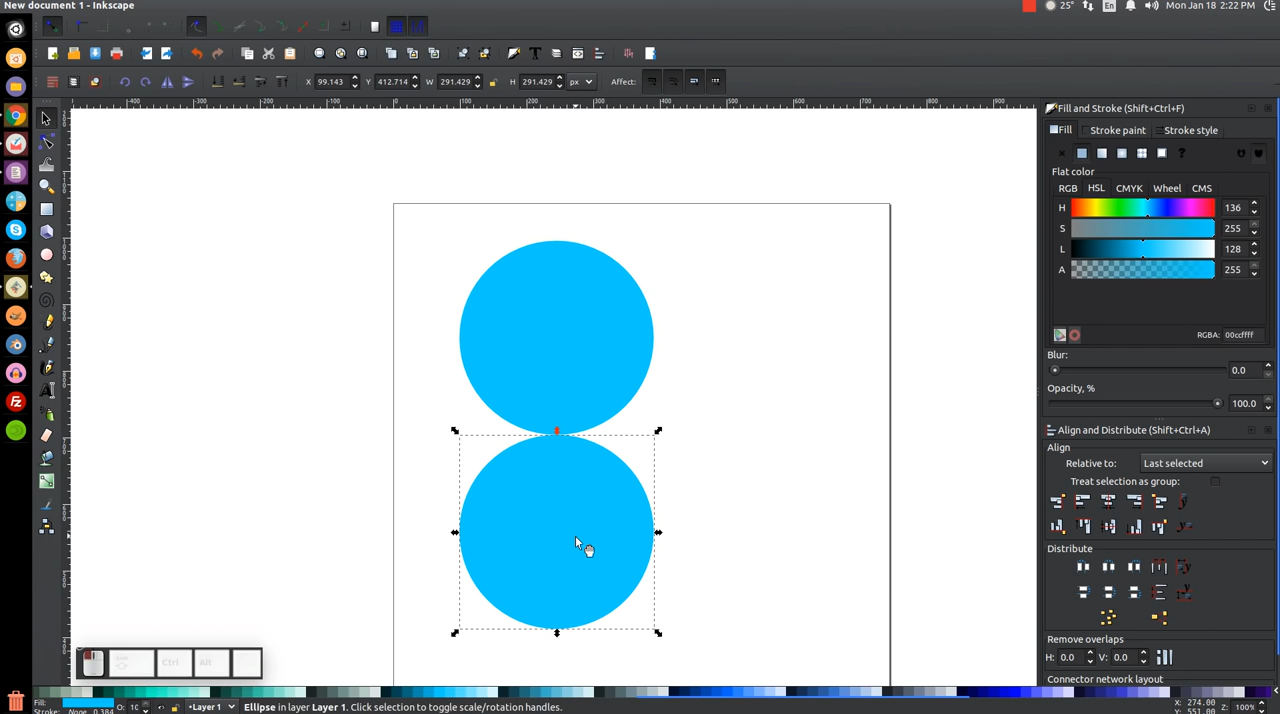 New document 1 - Inkscape
25° En Mon Jan 18 2:22 PM
X 99.143 Y 412.714 W 291.429 H 291.429 px Affect:
Fill and Stroke (Shift+Ctrl+F)
Fill Stroke paint Stroke style
?
Flat color
RGB HSL CMYK Wheel CMS
H 136
S 255
L 128
A 255
RGBA: 00ccffff
Blur:
0.0
Opacity, %
100.0
Align and Distribute (Shift+Ctrl+A)
Align
Relative to: Last selected
Treat selection as group:
Distribute
Remove overlaps
H: 0.0 V: 0.0
Connector network layout
Ctrl Alt
Fill:
Stroke: None 0.384 O: 10 Layer 1 Ellipse in layer Layer 1. Click selection to toggle scale/rotation handles.
X: 274.00
Y: 551.00 Z: 100%